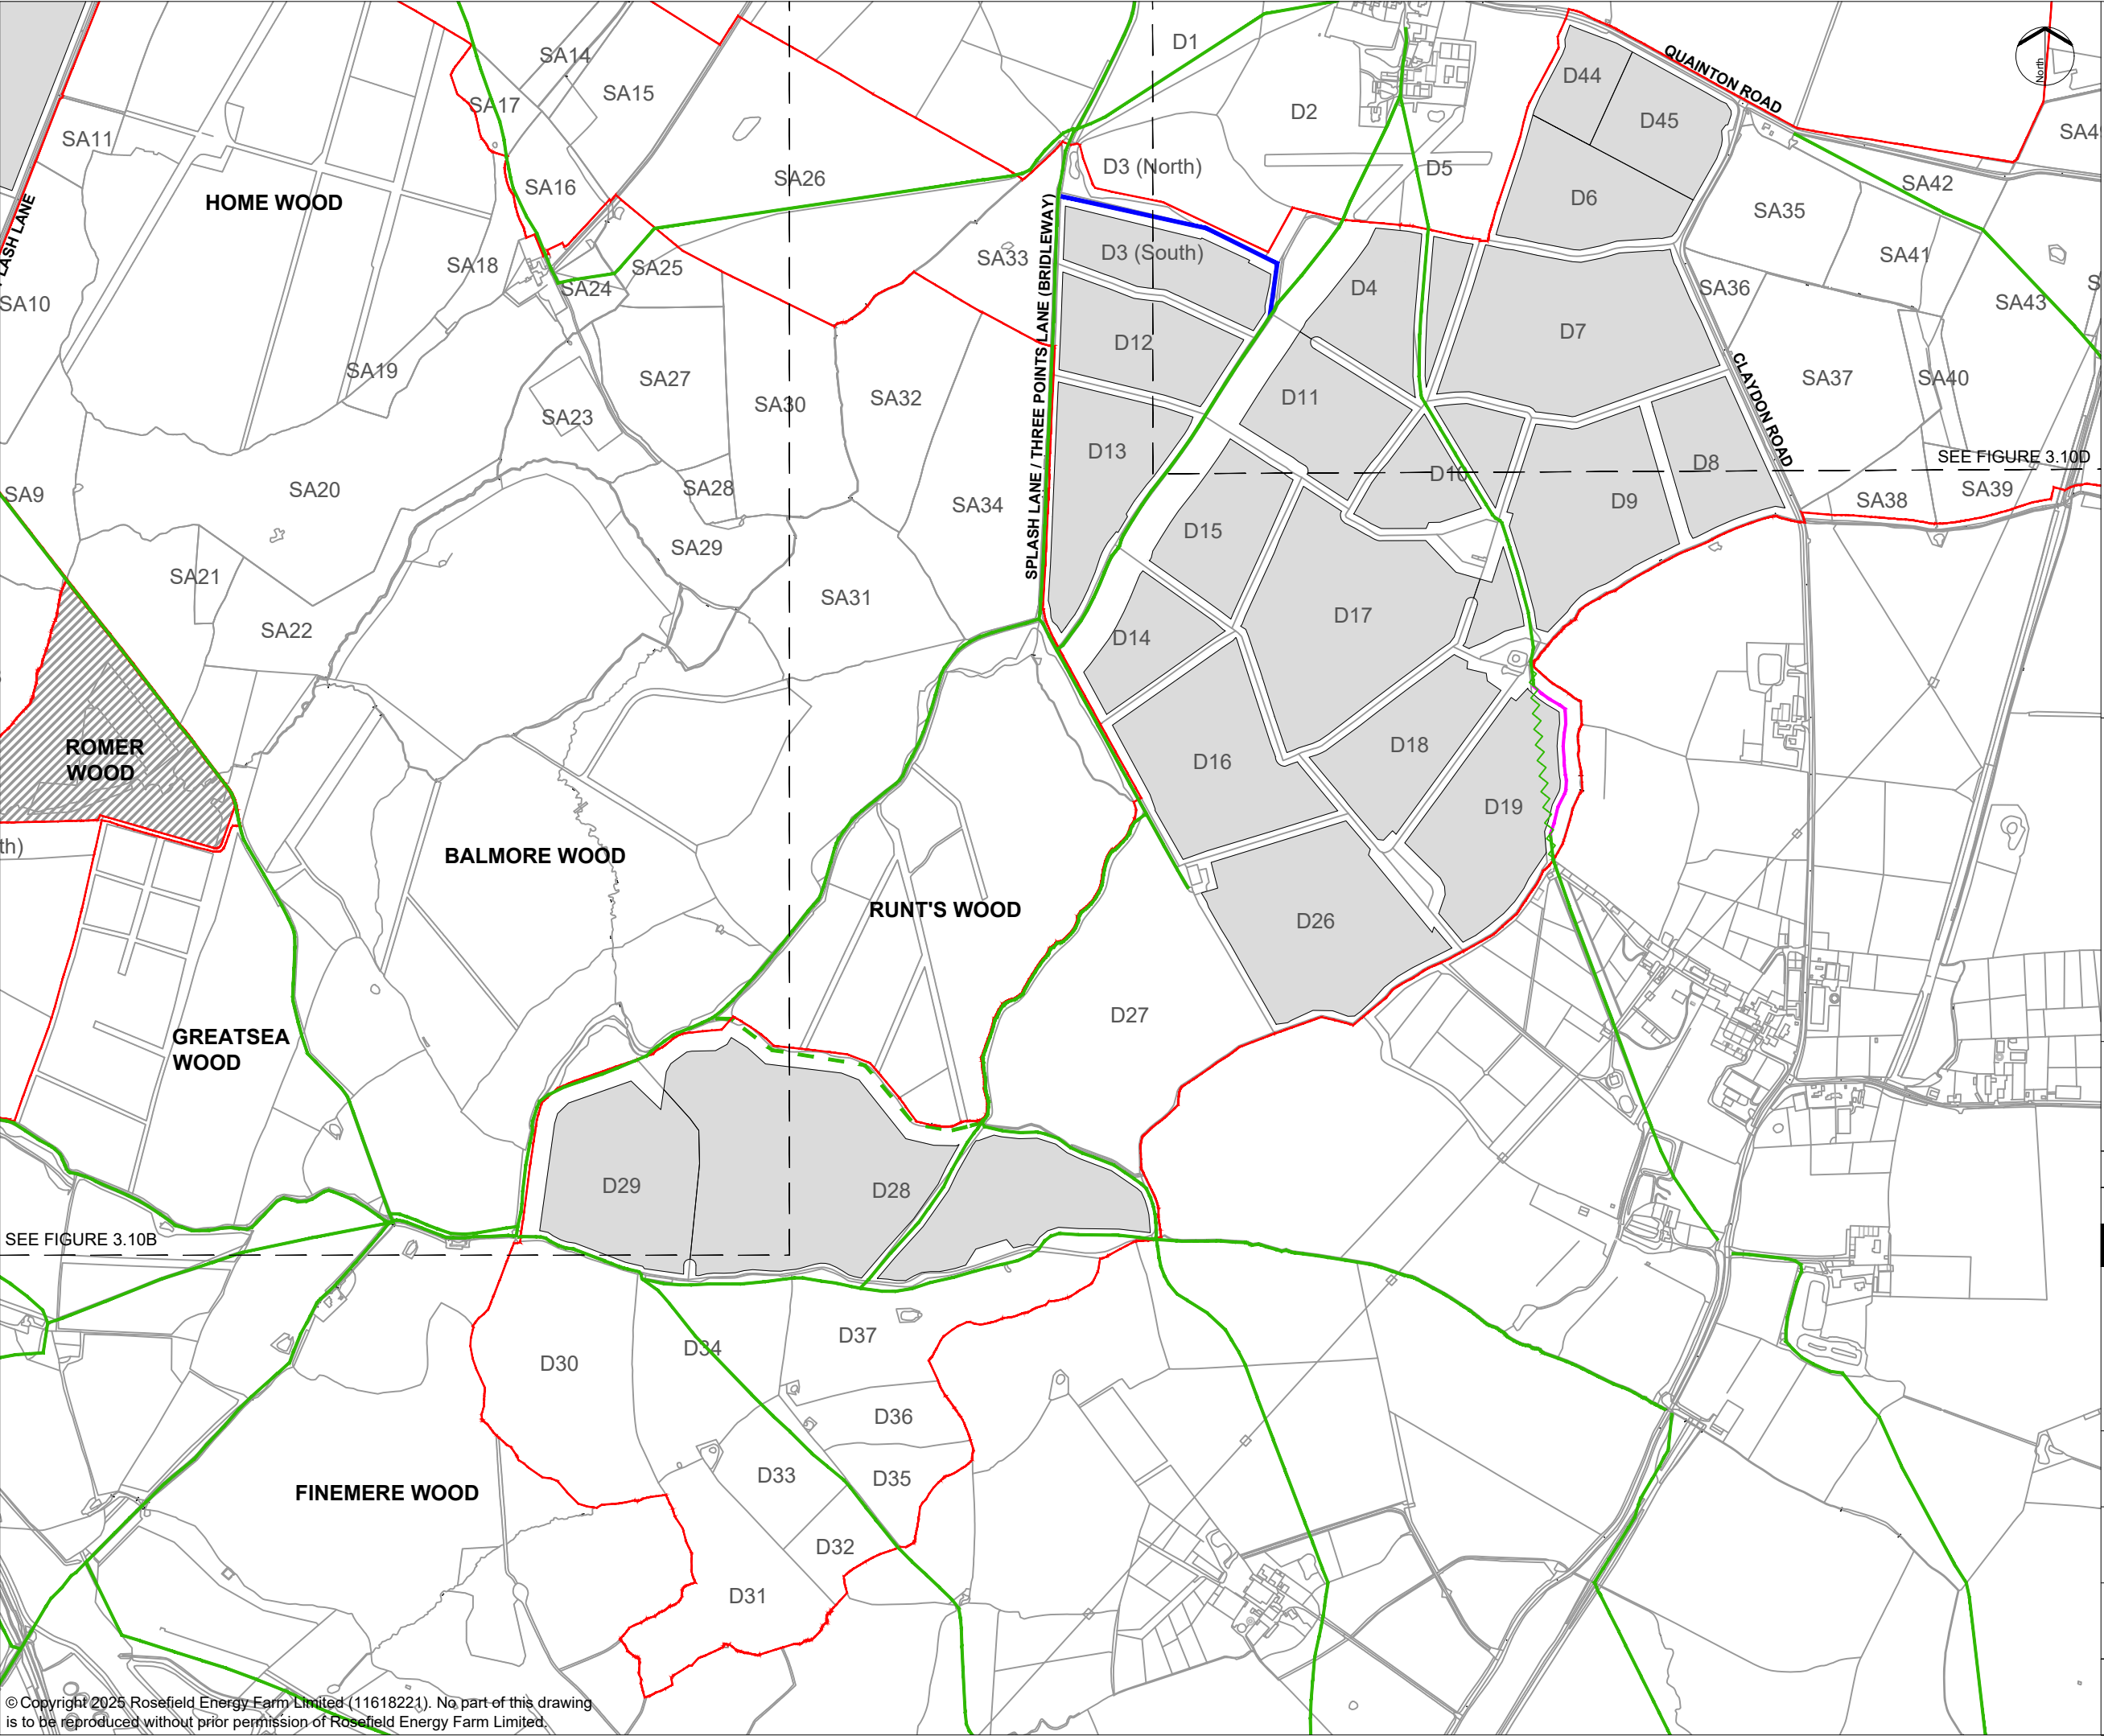 D1
SA14
QUAINTON ROAD
North
D44
SA15
SA17
D2
D45
SA4
SA11
D3 (North)
D5
SA26
SA42
SA16
D6
HOME WOOD
SA35
SPLASH LANE / THREE POINTS LANE (BRIDLEWAY)
LASH LANE
D3 (South)
SA33
SA41
SA18
SA25
S
SA24
D4
SA36
SA10
SA43
D7
D12
CLAYDON ROAD
SA19
SA27
SA37
SA40
SA32
D11
SA30
SA23
D13
SEE FIGURE 3.10D
D8
D10
SA28
SA20
SA9
SA39
SA38
D9
SA34
D15
SA29
SA21
SA31
D17
SA22
D14
D18
ROMER
WOOD
D16
D19
th)
BALMORE WOOD
RUNT'S WOOD
D26
D27
GREATSEA
WOOD
D29
D28
SEE FIGURE 3.10B
D37
D34
D30
D36
D33
D35
FINEMERE WOOD
D32
D31
© Copyright 2025 Rosefield Energy Farm Limited (11618221). No part of this drawing
is to be reproduced without prior permission of Rosefield Energy Farm Limited.